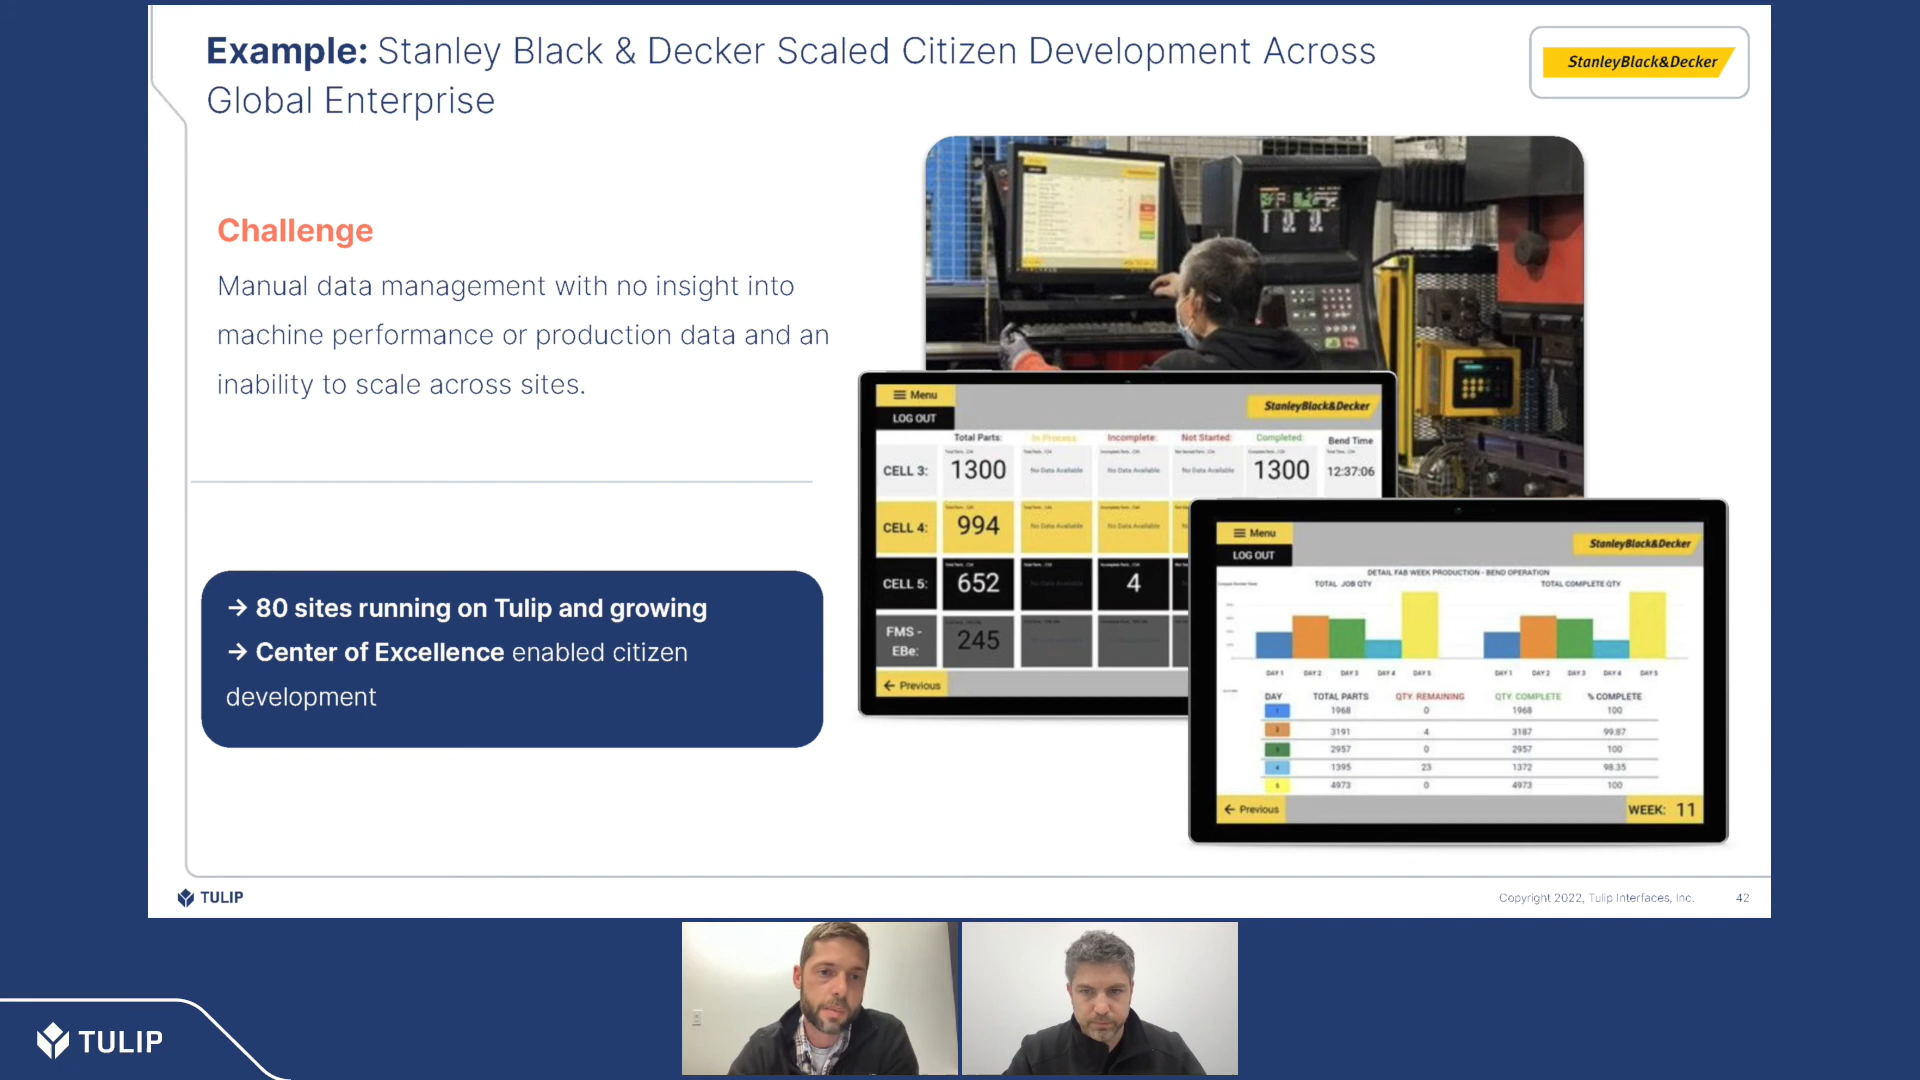 Example: Stanley Black & Decker Scaled Citizen Development Across
Global Enterprise
StanleyBlack&Decker
Challenge
Manual data management with no insight into
machine performance or production data and an
inability to scale across sites.
→ 80 sites running on Tulip and growing
→ Center of Excellence enabled citizen
development
Menu
LOG OUT
StanleyBlack&Decker
Total Parts: In Process: Incomplete: Not Started: Completed: Bend Time
CELL 3: 1300 No Data Available No Data Available No Data Available 1300 12:37:06
CELL 4: 994 No Data Available No Data Available
CELL 5: 652 No Data Available 4
FMS -
EBe: 245
← Previous
Menu
LOG OUT
StanleyBlack&Decker
DETAIL FAB WEEK PRODUCTION - BEND OPERATION
TOTAL JOB QTY TOTAL COMPLETE QTY
DAY 1 DAY 2 DAY 3 DAY 4 DAY 5 DAY 1 DAY 2 DAY 3 DAY 4 DAY 5
DAY TOTAL PARTS QTY. REMAINING QTY. COMPLETE % COMPLETE
1 1968 0 1968 100
2 3191 4 3187 99.87
3 2957 0 2957 100
4 1395 23 1372 98.35
5 4973 0 4973 100
← Previous
WEEK: 11
TULIP
Copyright 2022, Tulip Interfaces, Inc. 42
TULIP